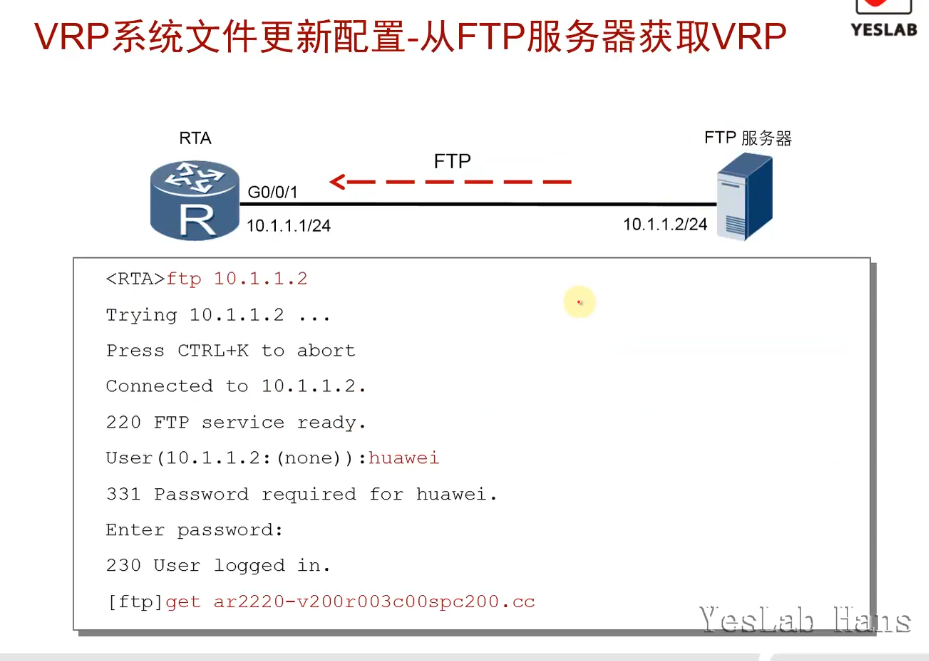 VRP系统文件更新配置-从FTP服务器获取VRP
YESLAB
RTA
FTP 服务器
FTP
G0/0/1
R
10.1.1.1/24
10.1.1.2/24
<RTA>ftp 10.1.1.2
Trying 10.1.1.2 ...
Press CTRL+K to abort
Connected to 10.1.1.2.
220 FTP service ready.
User(10.1.1.2:(none)):huawei
331 Password required for huawei.
Enter password:
230 User logged in.
[ftp]get ar2220-v200r003c00spc200.cc
YesLab Hans